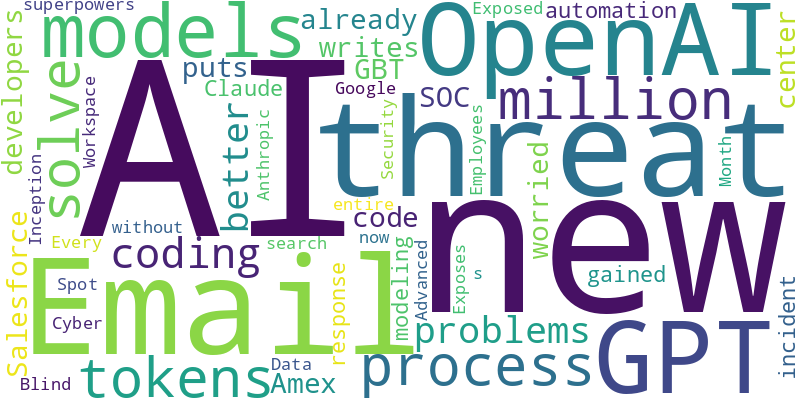 superpowers
models
already
writes
GBT
puts
Claude
developers
solve
Workspace
AI
better
Anthropic
Google
OpenAI
Exposed
automation
center
SOC
million
threat
Security
Employees
worried
Month
new
Inception
without
entire
code
now
Every
coding
search
Salesforce
Email
Spot
Cyber
Blind
tokens
response
modeling
Advanced
Exposes
s
gained
incident
problems
process
GPT
Data
Amex